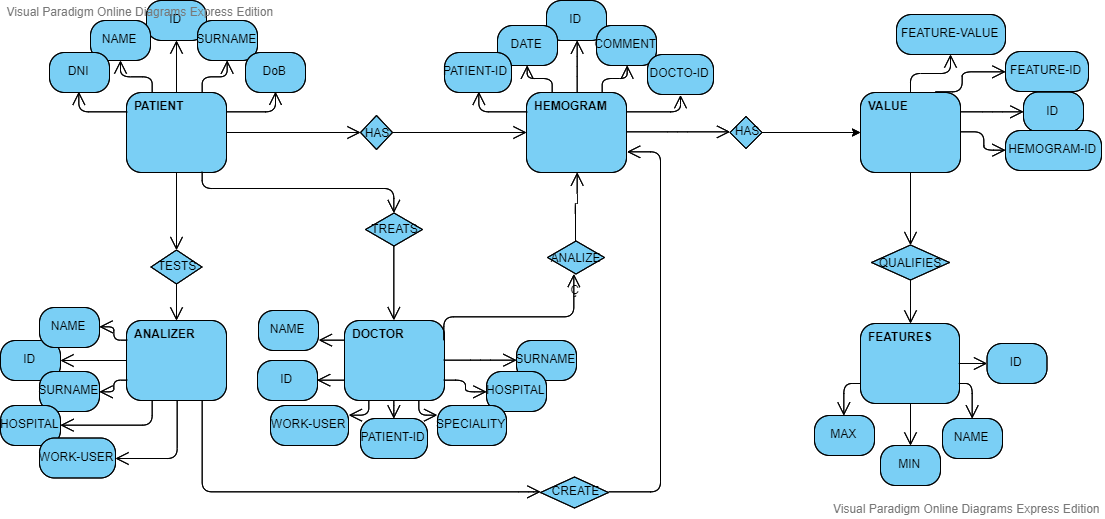 Visual Paradigm Online Diagrams Express Edition
ID
NAME
SURNAME
DNI
DoB
PATIENT
ID
DATE
COMMENT
PATIENT-ID
DOCTO-ID
HEMOGRAM
FEATURE-VALUE
FEATURE-ID
ID
HEMOGRAM-ID
VALUE
HAS
HAS
TREATS
TESTS
ANALIZE
Ç
QUALIFIES
NAME
ID
SURNAME
HOSPITAL
WORK-USER
ANALIZER
NAME
ID
WORK-USER
PATIENT-ID
SPECIALITY
HOSPITAL
SURNAME
DOCTOR
FEATURES
ID
MAX
MIN
NAME
CREATE
Visual Paradigm Online Diagrams Express Edition